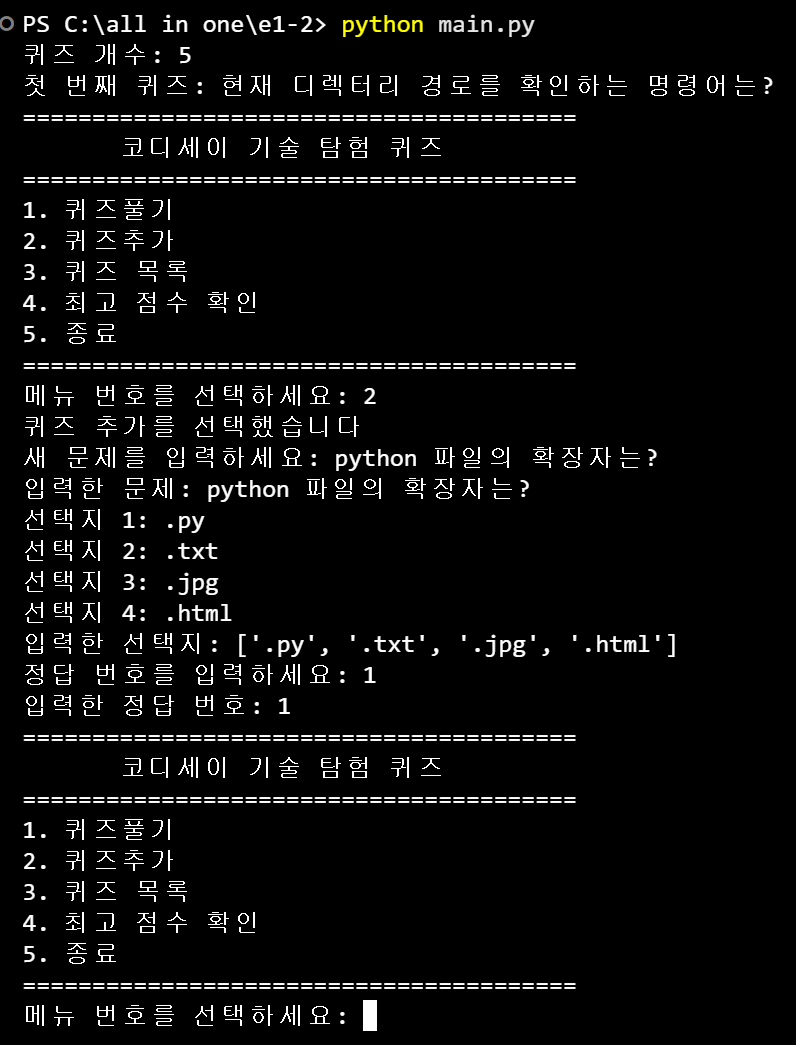 PS C:\all in one\e1-2> python main.py
퀴즈 개수: 5
첫 번째 퀴즈: 현재 디렉터리 경로를 확인하는 명령어는?
========================================
코디세이 기술 탐험 퀴즈
========================================
1. 퀴즈풀기
2. 퀴즈추가
3. 퀴즈 목록
4. 최고 점수 확인
5. 종료
========================================
메뉴 번호를 선택하세요: 2
퀴즈 추가를 선택했습니다
새 문제를 입력하세요: python 파일의 확장자는?
입력한 문제: python 파일의 확장자는?
선택지 1: .py
선택지 2: .txt
선택지 3: .jpg
선택지 4: .html
입력한 선택지: ['.py', '.txt', '.jpg', '.html']
정답 번호를 입력하세요: 1
입력한 정답 번호: 1
========================================
코디세이 기술 탐험 퀴즈
========================================
1. 퀴즈풀기
2. 퀴즈추가
3. 퀴즈 목록
4. 최고 점수 확인
5. 종료
========================================
메뉴 번호를 선택하세요: